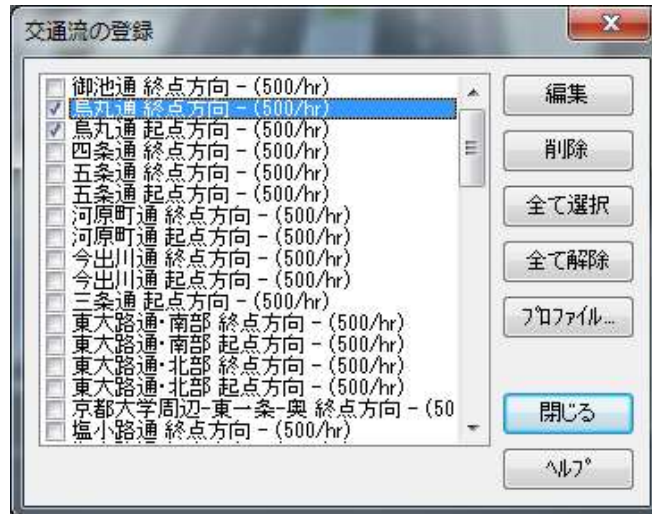 交通流の登録
御池通 終点方向 - (500/hr)
烏丸通 終点方向 - (500/hr)
烏丸通 起点方向 - (500/hr)
四条通 終点方向 - (500/hr)
五条通 終点方向 - (500/hr)
五条通 起点方向 - (500/hr)
河原町通 終点方向 - (500/hr)
河原町通 起点方向 - (500/hr)
今出川通 終点方向 - (500/hr)
今出川通 起点方向 - (500/hr)
三条通 起点方向 - (500/hr)
東大路通・南部 終点方向 - (500/hr)
東大路通・南部 起点方向 - (500/hr)
東大路通・北部 終点方向 - (500/hr)
東大路通・北部 起点方向 - (500/hr)
京都大学周辺-東一条-奥 終点方向 - (50
塩小路通 終点方向 - (500/hr)
編集
削除
全て選択
全て解除
ﾌﾟﾛﾌｧｲﾙ...
閉じる
ﾍﾙﾌﾟ